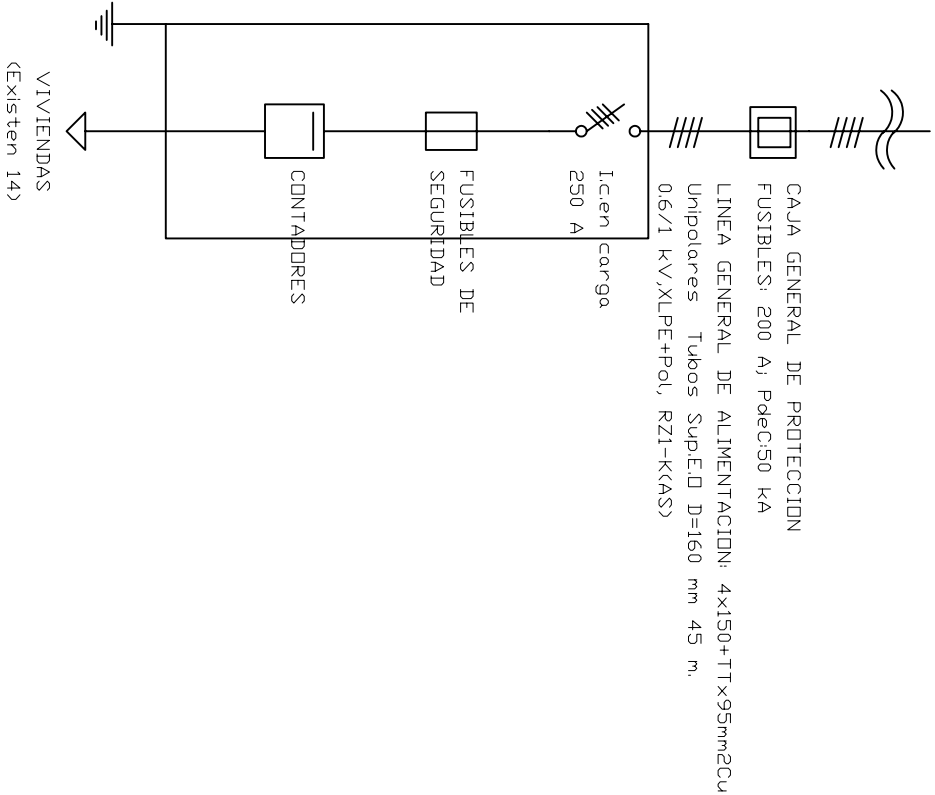 CAJA GENERAL DE PROTECCION
FUSIBLES: 200 A; PdeC:50 kA
LINEA GENERAL DE ALIMENTACION: 4x150+TTx95mm2Cu
Unipolares Tubos Sup.E.O D=160 mm 45 m.
0.6/1 kV,XLPE+Pol, RZ1-K(AS)
I.c.en carga
250 A
FUSIBLES DE
SEGURIDAD
CONTADORES
VIVIENDAS
(Existen 14)